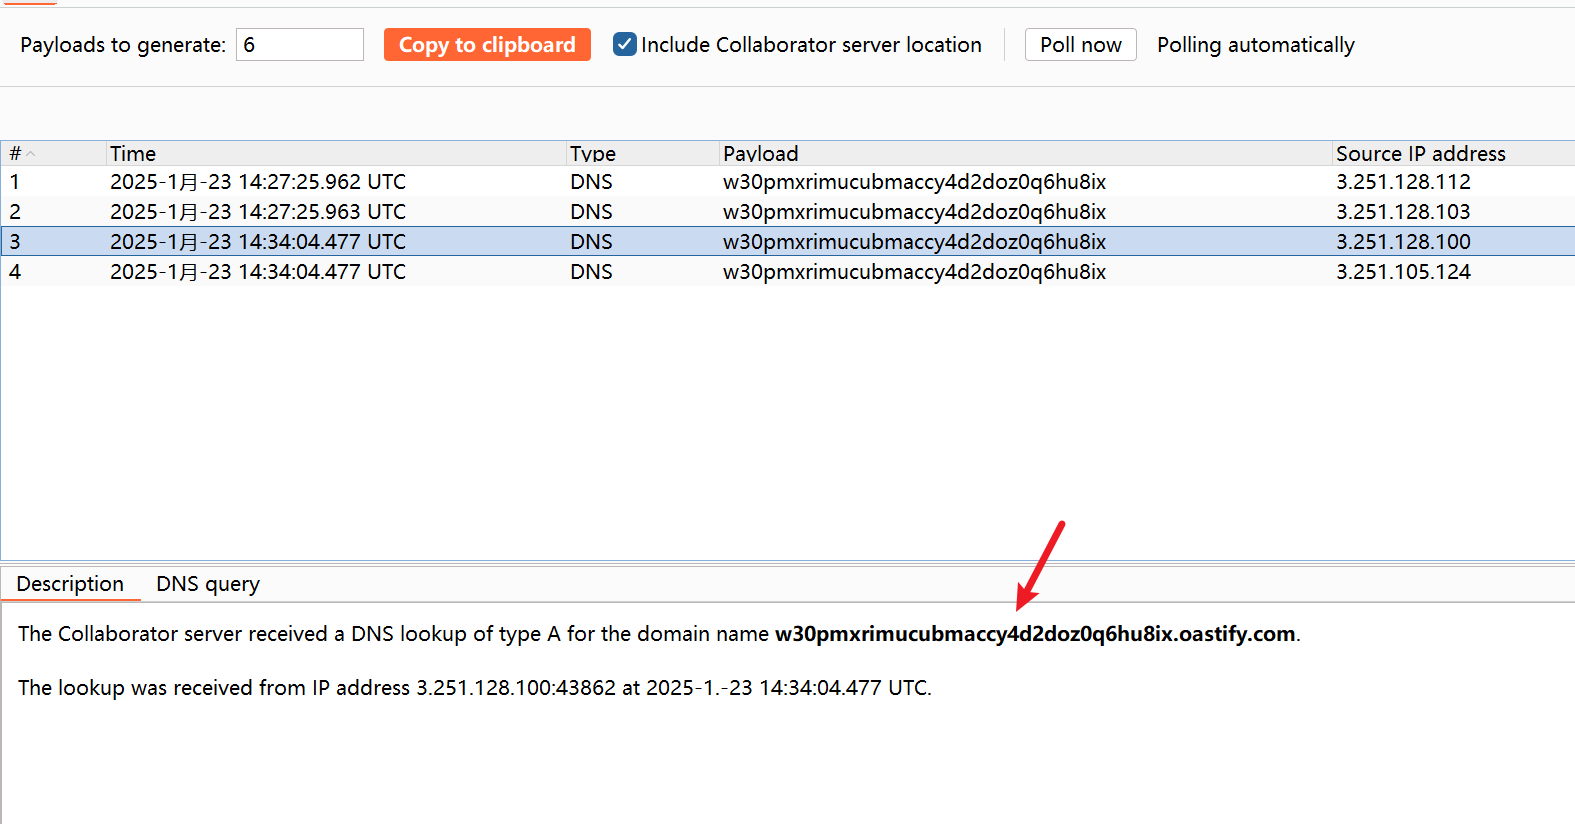 Payloads to generate: 6 Copy to clipboard Include Collaborator server location Poll now Polling automatically
# Time Type Payload Source IP address
1 2025-1月-23 14:27:25.962 UTC DNS w30pmxrimucubmaccy4d2doz0q6hu8ix 3.251.128.112
2 2025-1月-23 14:27:25.963 UTC DNS w30pmxrimucubmaccy4d2doz0q6hu8ix 3.251.128.103
3 2025-1月-23 14:34:04.477 UTC DNS w30pmxrimucubmaccy4d2doz0q6hu8ix 3.251.128.100
4 2025-1月-23 14:34:04.477 UTC DNS w30pmxrimucubmaccy4d2doz0q6hu8ix 3.251.105.124
Description DNS query
The Collaborator server received a DNS lookup of type A for the domain name w30pmxrimucubmaccy4d2doz0q6hu8ix.oastify.com.
The lookup was received from IP address 3.251.128.100:43862 at 2025-1.-23 14:34:04.477 UTC.